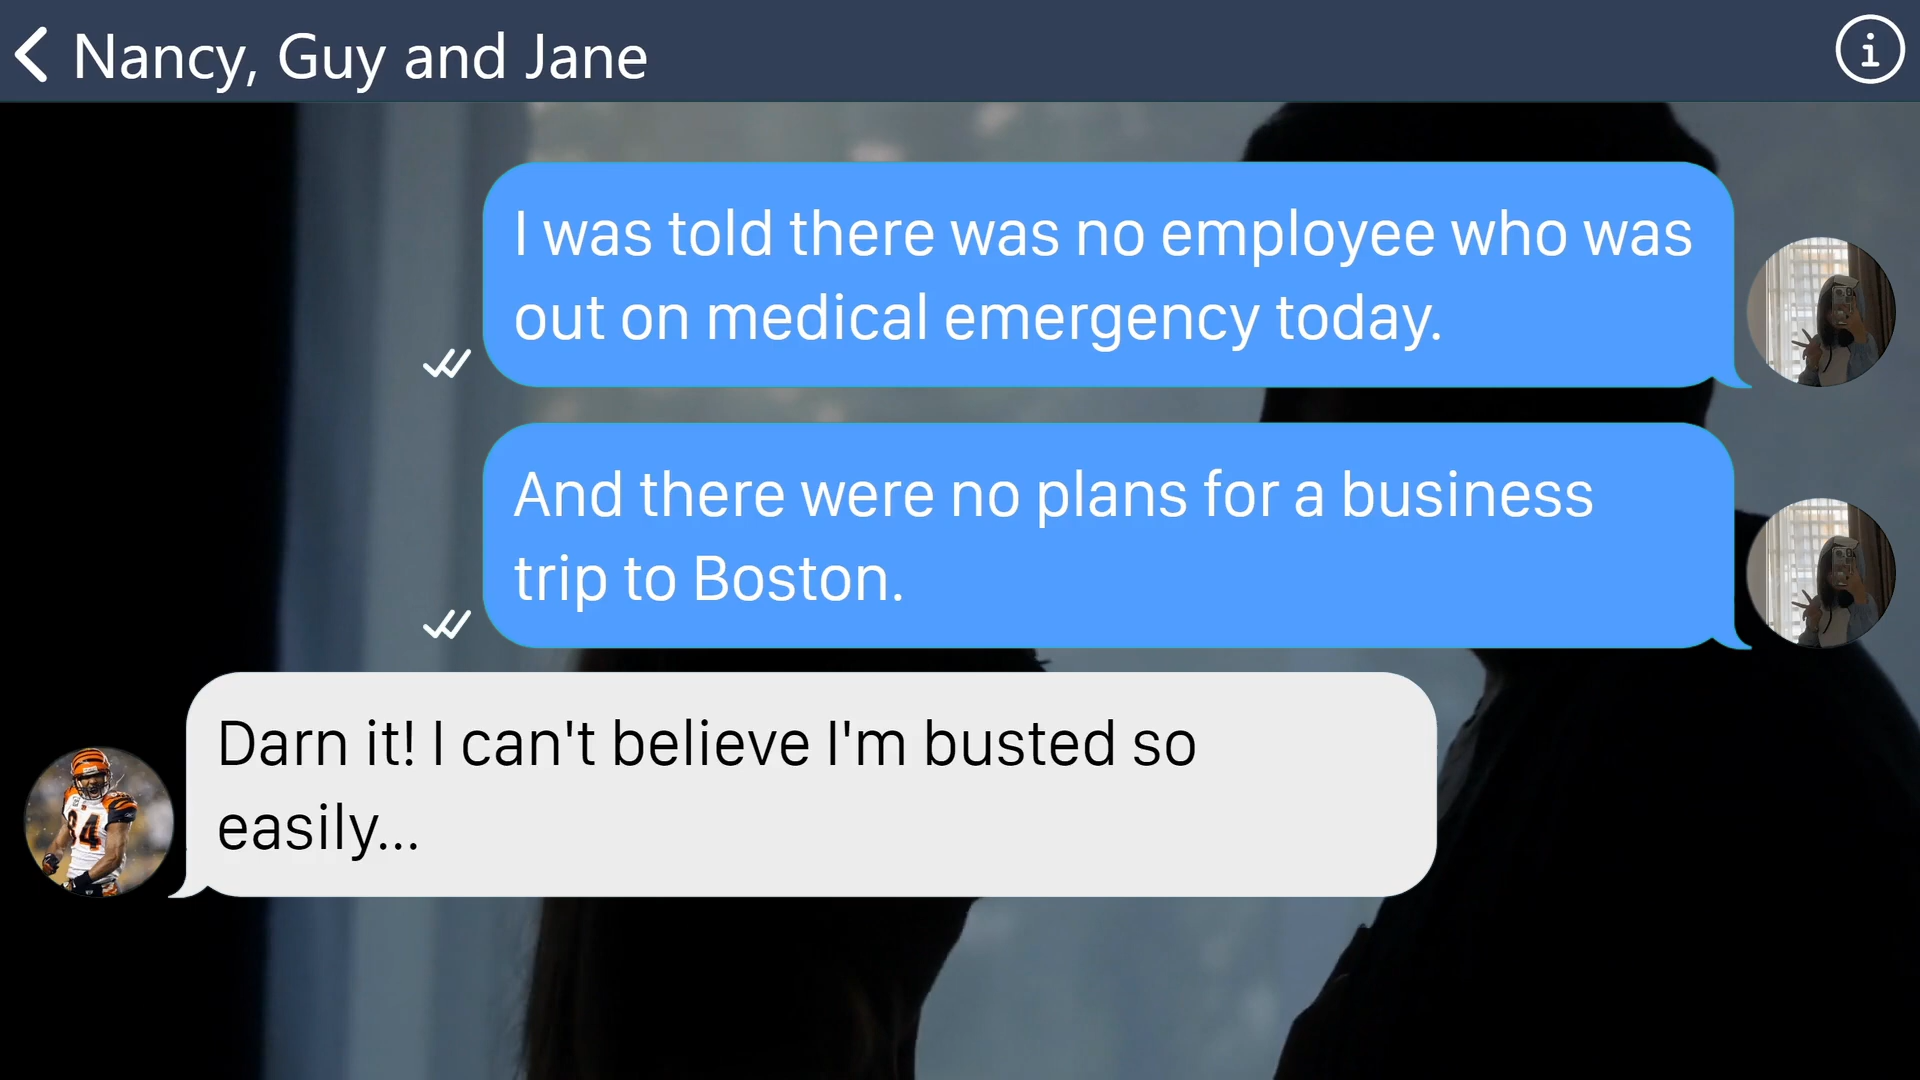 Nancy, Guy and Jane
I was told there was no employee who was
out on medical emergency today.
And there were no plans for a business
trip to Boston.
Darn it! I can't believe I'm busted so
easily...
84